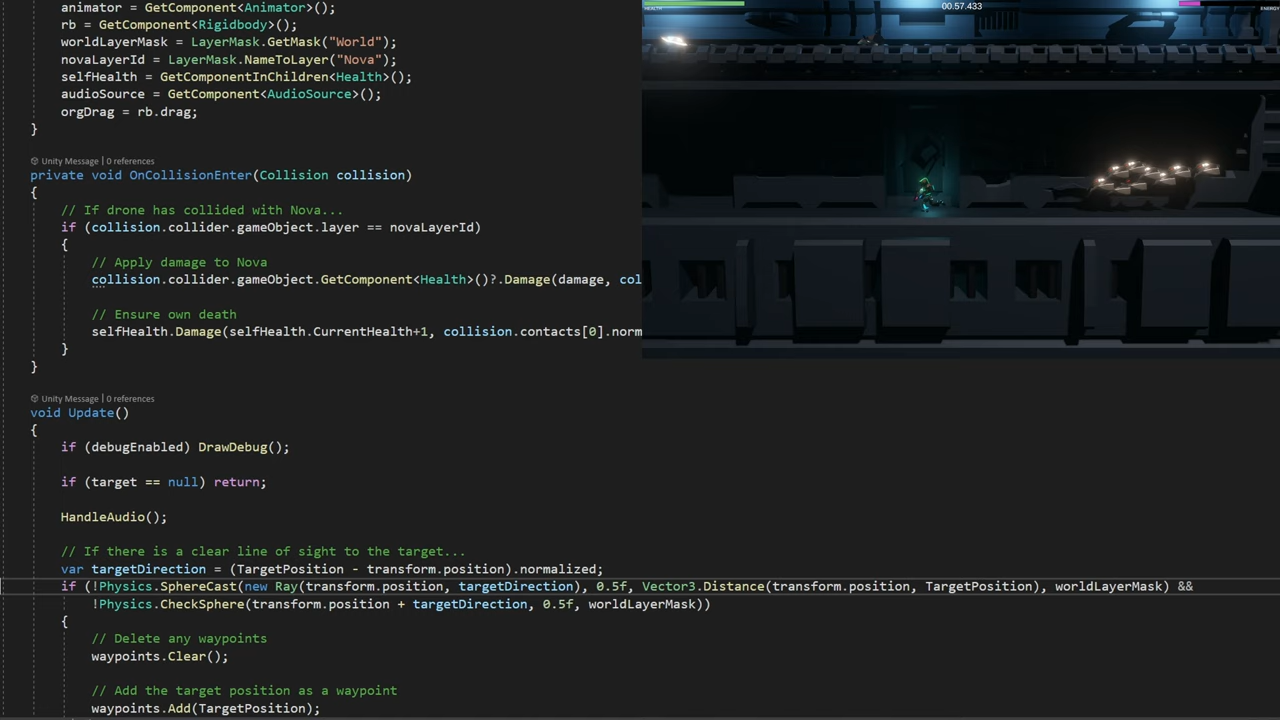 animator = GetComponent<Animator>();
rb = GetComponent<Rigidbody>();
worldLayerMask = LayerMask.GetMask("World");
novaLayerId = LayerMask.NameToLayer("Nova");
selfHealth = GetComponentInChildren<Health>();
audioSource = GetComponent<AudioSource>();
orgDrag = rb.drag;
}
Unity Message | 0 references
private void OnCollisionEnter(Collision collision)
{
// If drone has collided with Nova...
if (collision.collider.gameObject.layer == novaLayerId)
{
// Apply damage to Nova
collision.collider.gameObject.GetComponent<Health>()?.Damage(damage, col
// Ensure own death
selfHealth.Damage(selfHealth.CurrentHealth+1, collision.contacts[0].norm
}
}
Unity Message | 0 references
void Update()
{
if (debugEnabled) DrawDebug();
if (target == null) return;
HandleAudio();
// If there is a clear line of sight to the target...
var targetDirection = (TargetPosition - transform.position).normalized;
if (!Physics.SphereCast(new Ray(transform.position, targetDirection), 0.5f, Vector3.Distance(transform.position, TargetPosition), worldLayerMask) &&
!Physics.CheckSphere(transform.position + targetDirection, 0.5f, worldLayerMask))
{
// Delete any waypoints
waypoints.Clear();
// Add the target position as a waypoint
waypoints.Add(TargetPosition);
HEALTH
00.57.433
ENERGY